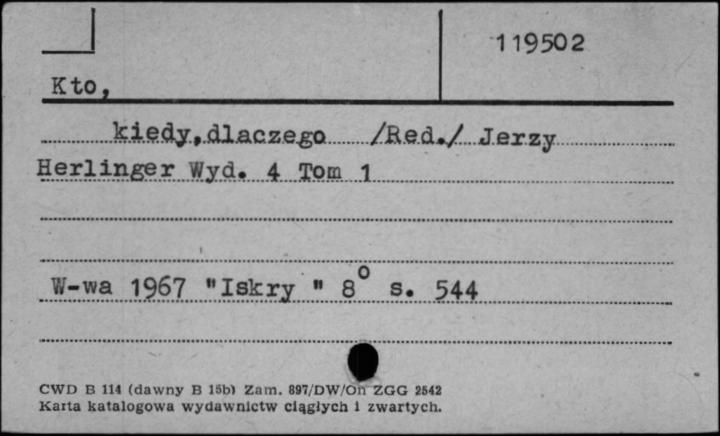 119502
Kto,
kiedy,dlaczego /Red./ Jerzy
Herlinger Wyd. 4 Tom 1
W-wa 1967 "Iskry " 8° s. 544
CWD B 114 (dawny B 15b) Zam. 897/DW/On ZGG 2542
Karta katalogowa wydawnictw ciągłych i zwartych.